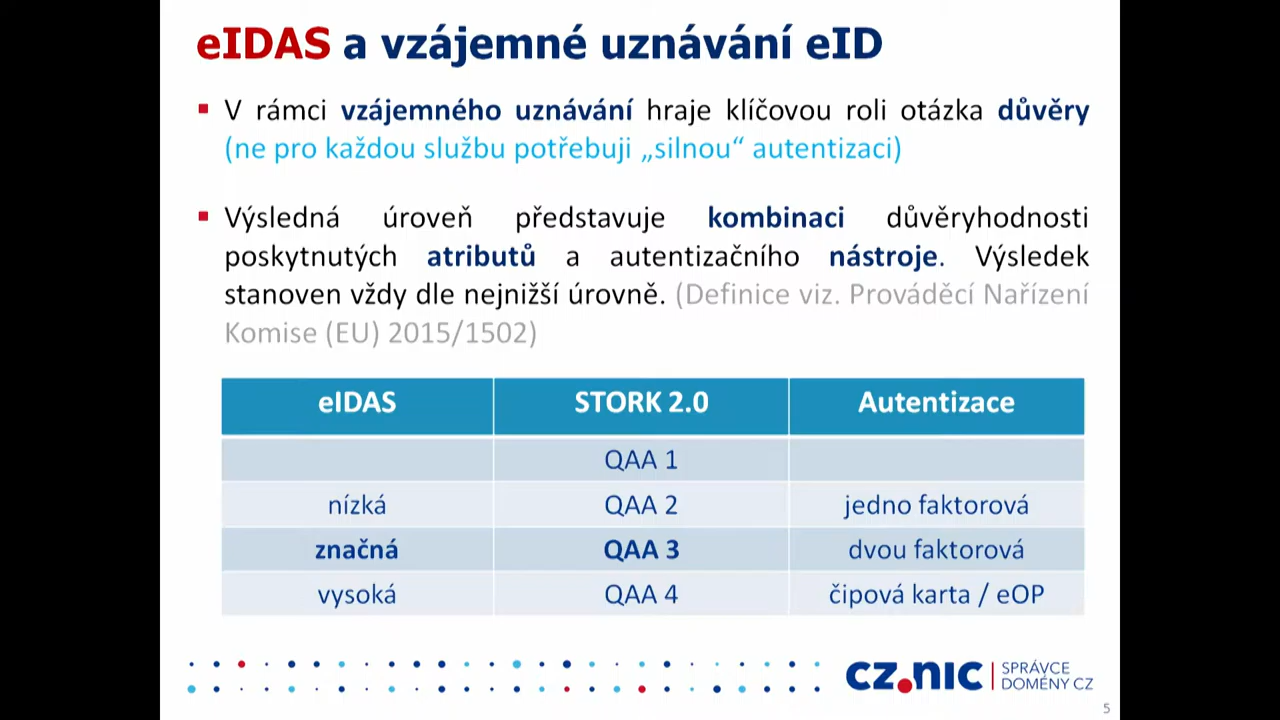 eIDAS a vzájemné uznávání eID
V rámci vzájemného uznávání hraje klíčovou roli otázka důvěry
(ne pro každou službu potřebuji „silnou“ autentizaci)
Výsledná úroveň představuje kombinaci důvěryhodnosti
poskytnutých atributů a autentizačního nástroje. Výsledek
stanoven vždy dle nejnižší úrovně. (Definice viz. Prováděcí Nařízení
Komise (EU) 2015/1502)
eIDAS STORK 2.0 Autentizace
QAA 1
nízká QAA 2 jedno faktorová
značná QAA 3 dvou faktorová
vysoká QAA 4 čipová karta / eOP
CZ.NIC SPRÁVCE
DOMÉNY CZ
5